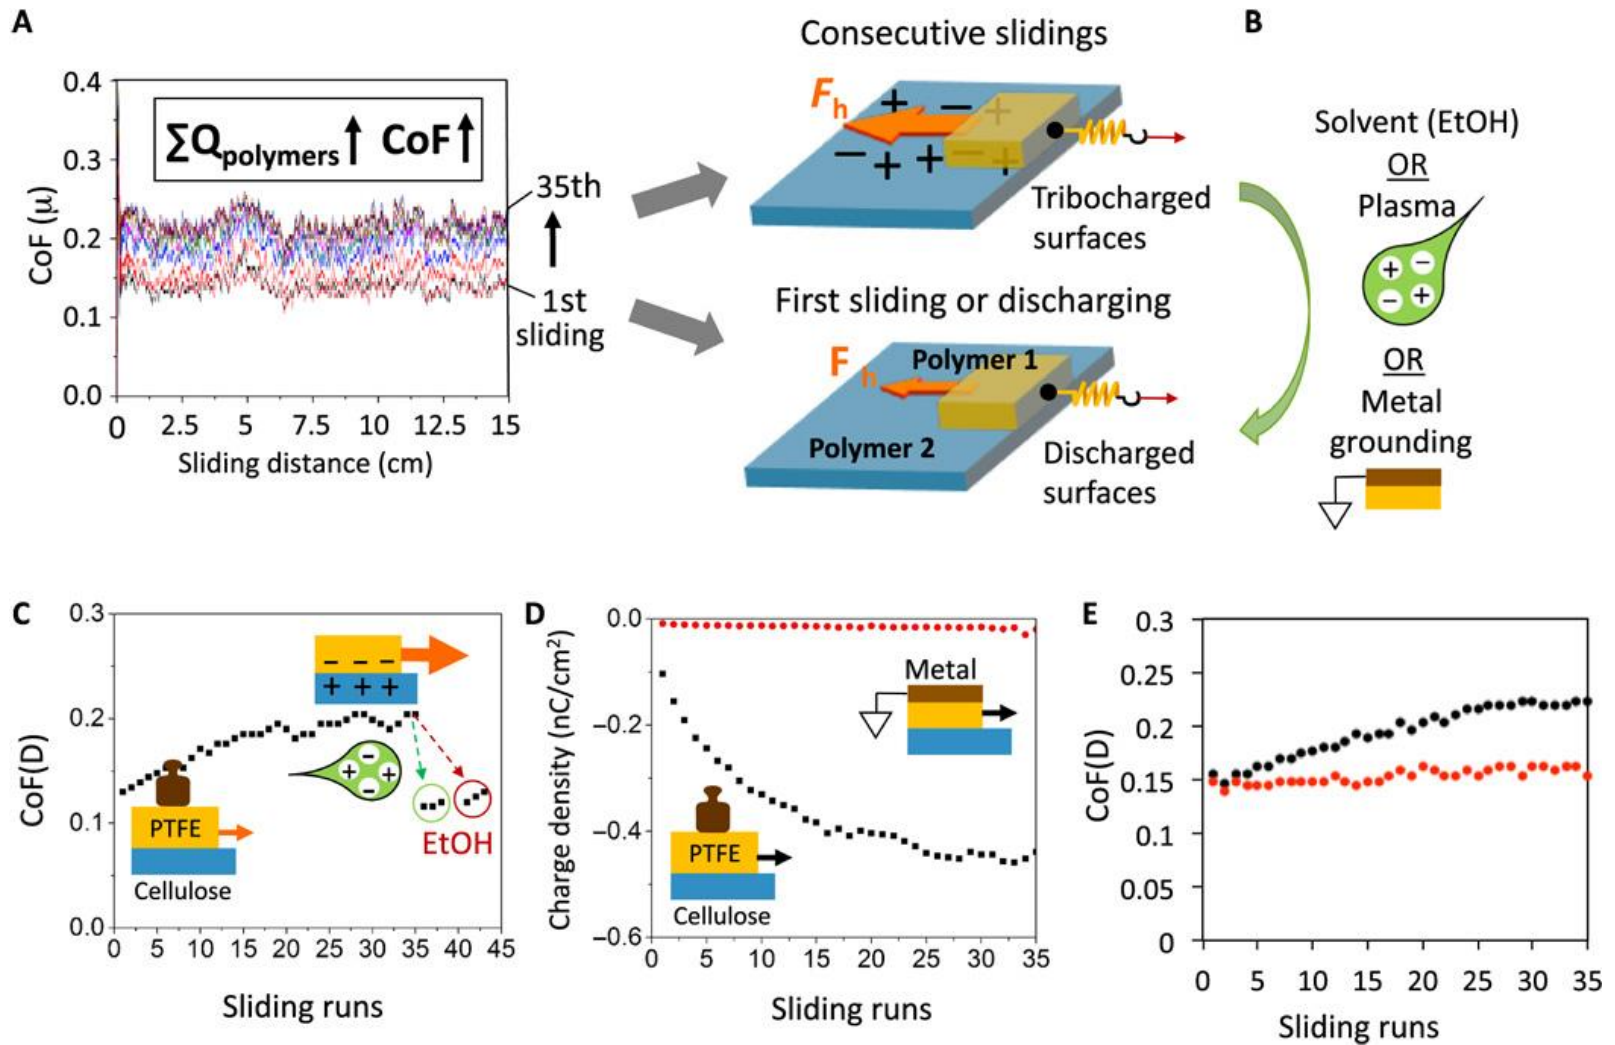 A
0.4
0.3
0.2
0.1
0.0
CoF (μ)
∑Qpolymers↑ CoF↑
0 2.5 5 7.5 10 12.5 15
Sliding distance (cm)
35th
1st
sliding
Consecutive slidings
Fh
+ − + − + + − +
Tribocharged
surfaces
First sliding or discharging
F h
Polymer 1
Polymer 2
Discharged
surfaces
B
Solvent (EtOH)
OR
Plasma
+ −
− +
OR
Metal
grounding
C
0.3
0.2
0.1
0.0
CoF(D)
− − −
+ + +
−
+ +
−
PTFE
Cellulose
EtOH
0 5 10 15 20 25 30 35 40 45
Sliding runs
D
0.0
−0.2
−0.4
−0.6
Charge density (nC/cm²)
Metal
PTFE
Cellulose
0 5 10 15 20 25 30 35
Sliding runs
E
0.3
0.25
0.2
0.15
0.1
0.05
0
CoF(D)
0 5 10 15 20 25 30 35
Sliding runs